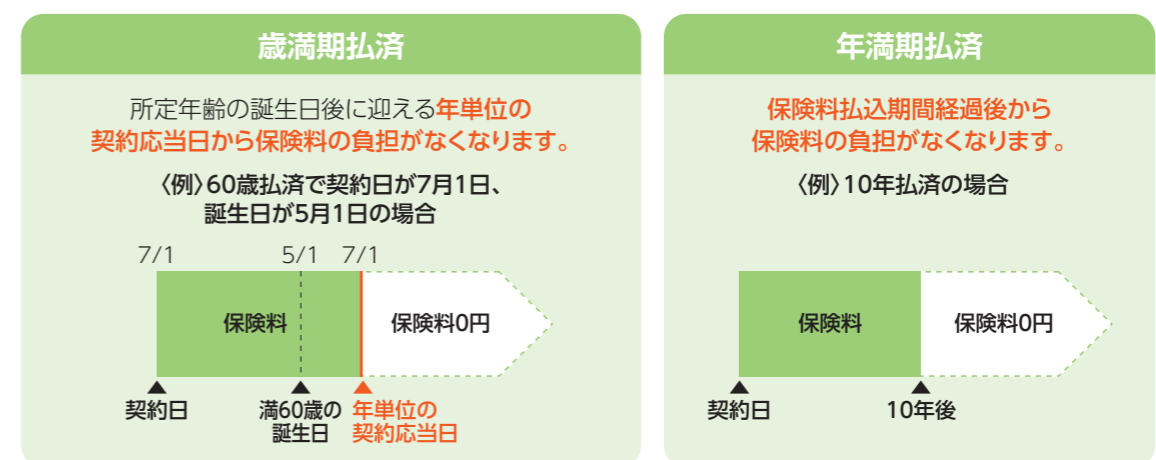 歳満期払済
所定年齢の誕生日後に迎える年単位の
契約応当日から保険料の負担がなくなります。
〈例〉60歳払済で契約日が7月1日、
誕生日が5月1日の場合
7/1 5/1 7/1
保険料 保険料0円
契約日 満60歳の 年単位の
誕生日 契約応当日
年満期払済
保険料払込期間経過後から
保険料の負担がなくなります。
〈例〉10年払済の場合
保険料 保険料0円
契約日 10年後